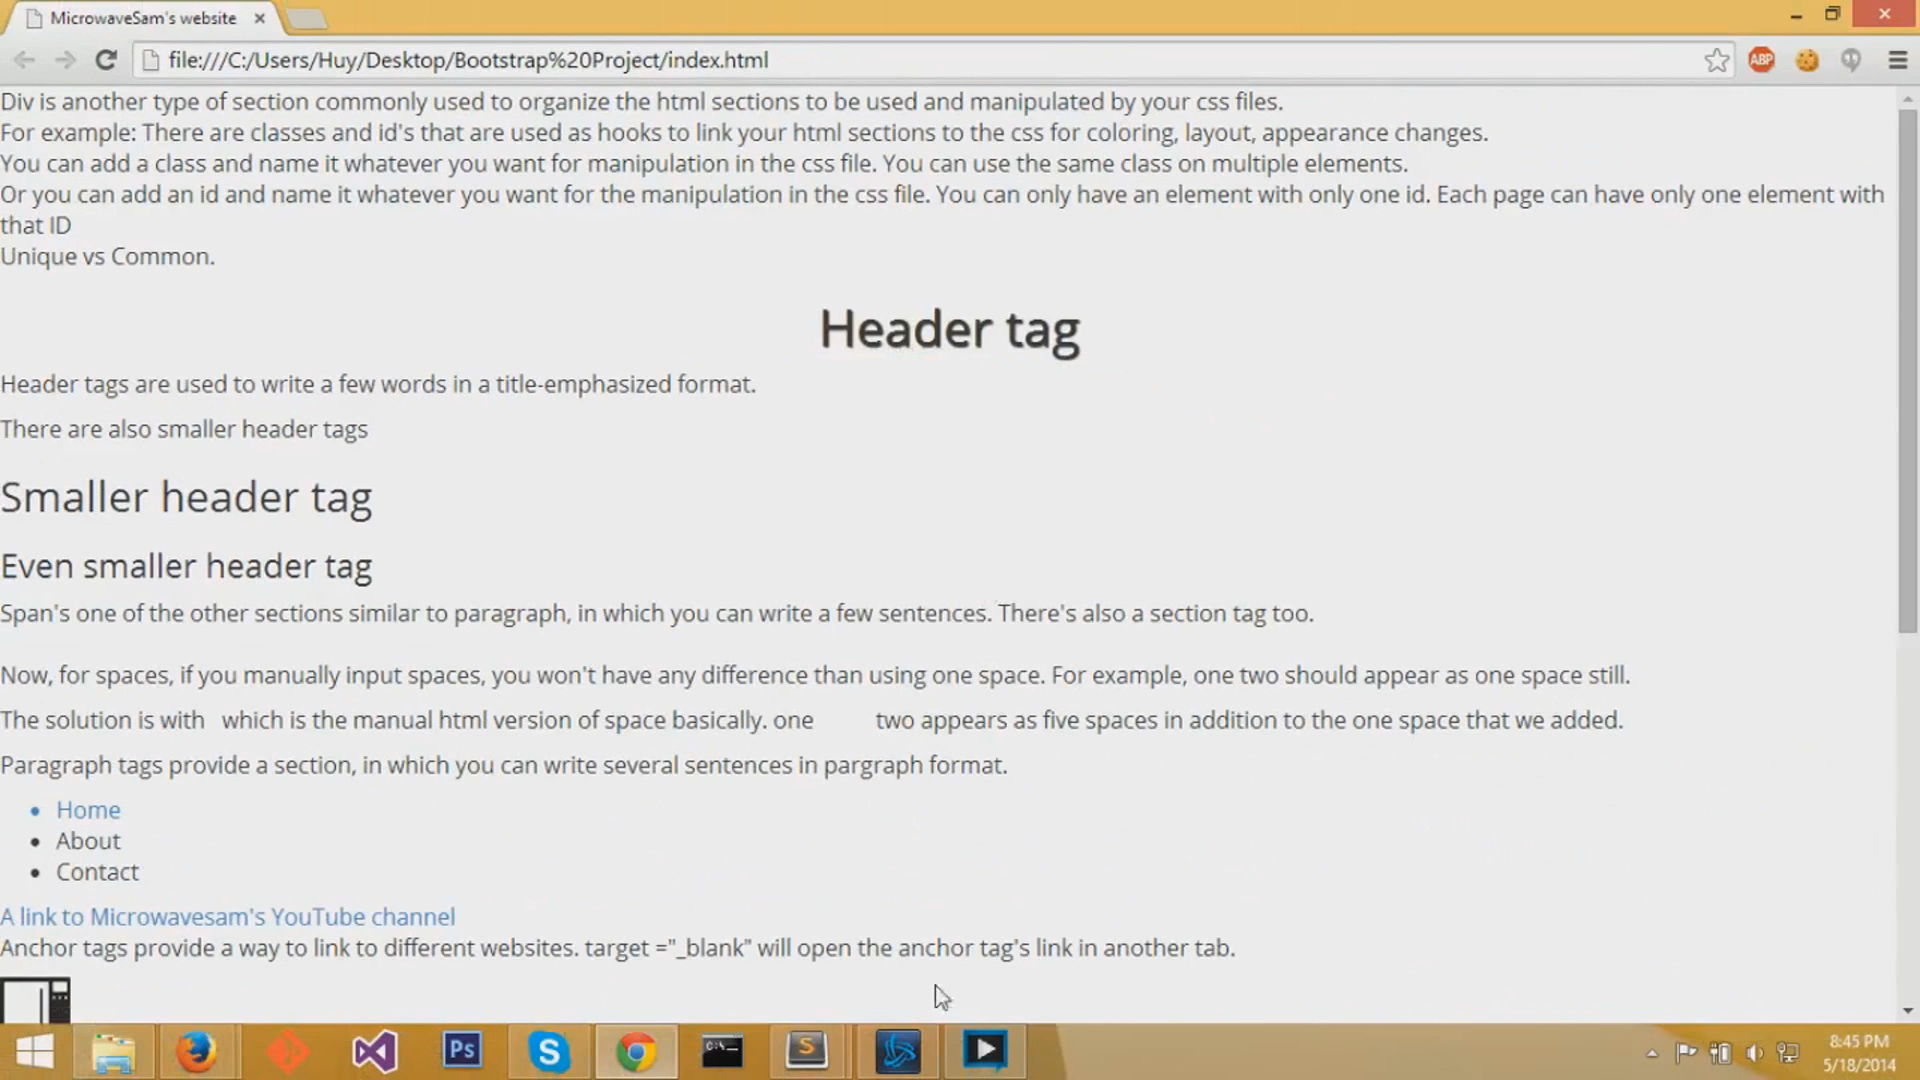 MicrowaveSam's website
file:///C:/Users/Huy/Desktop/Bootstrap%20Project/index.html
ABP
Div is another type of section commonly used to organize the html sections to be used and manipulated by your css files.
For example: There are classes and id's that are used as hooks to link your html sections to the css for coloring, layout, appearance changes.
You can add a class and name it whatever you want for manipulation in the css file. You can use the same class on multiple elements.
Or you can add an id and name it whatever you want for the manipulation in the css file. You can only have an element with only one id. Each page can have only one element with
that ID
Unique vs Common.
Header tag
Header tags are used to write a few words in a title-emphasized format.
There are also smaller header tags
Smaller header tag
Even smaller header tag
Span's one of the other sections similar to paragraph, in which you can write a few sentences. There's also a section tag too.
Now, for spaces, if you manually input spaces, you won't have any difference than using one space. For example, one two should appear as one space still.
The solution is with   which is the manual html version of space basically. one      two appears as five spaces in addition to the one space that we added.
Paragraph tags provide a section, in which you can write several sentences in pargraph format.
Home
About
Contact
A link to Microwavesam's YouTube channel
Anchor tags provide a way to link to different websites. target ="_blank" will open the anchor tag's link in another tab.
Ps
S
C:\.
S
8:45 PM
5/18/2014